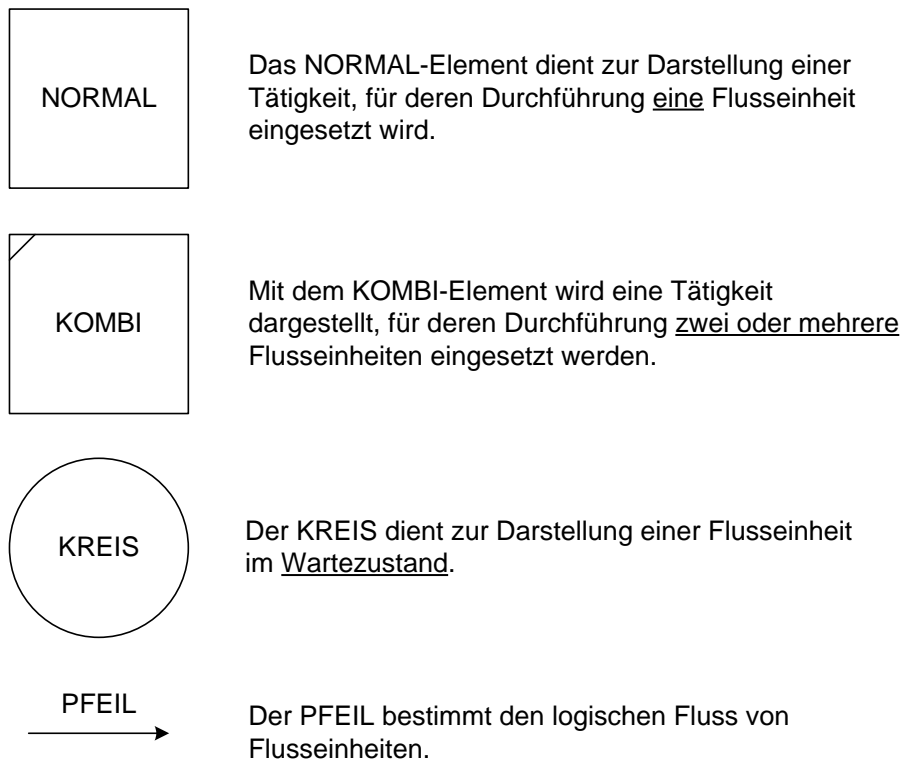 NORMAL
Das NORMAL-Element dient zur Darstellung einer
Tätigkeit, für deren Durchführung eine Flusseinheit
eingesetzt wird.
KOMBI
Mit dem KOMBI-Element wird eine Tätigkeit
dargestellt, für deren Durchführung zwei oder mehrere
Flusseinheiten eingesetzt werden.
KREIS
Der KREIS dient zur Darstellung einer Flusseinheit
im Wartezustand.
PFEIL
Der PFEIL bestimmt den logischen Fluss von
Flusseinheiten.